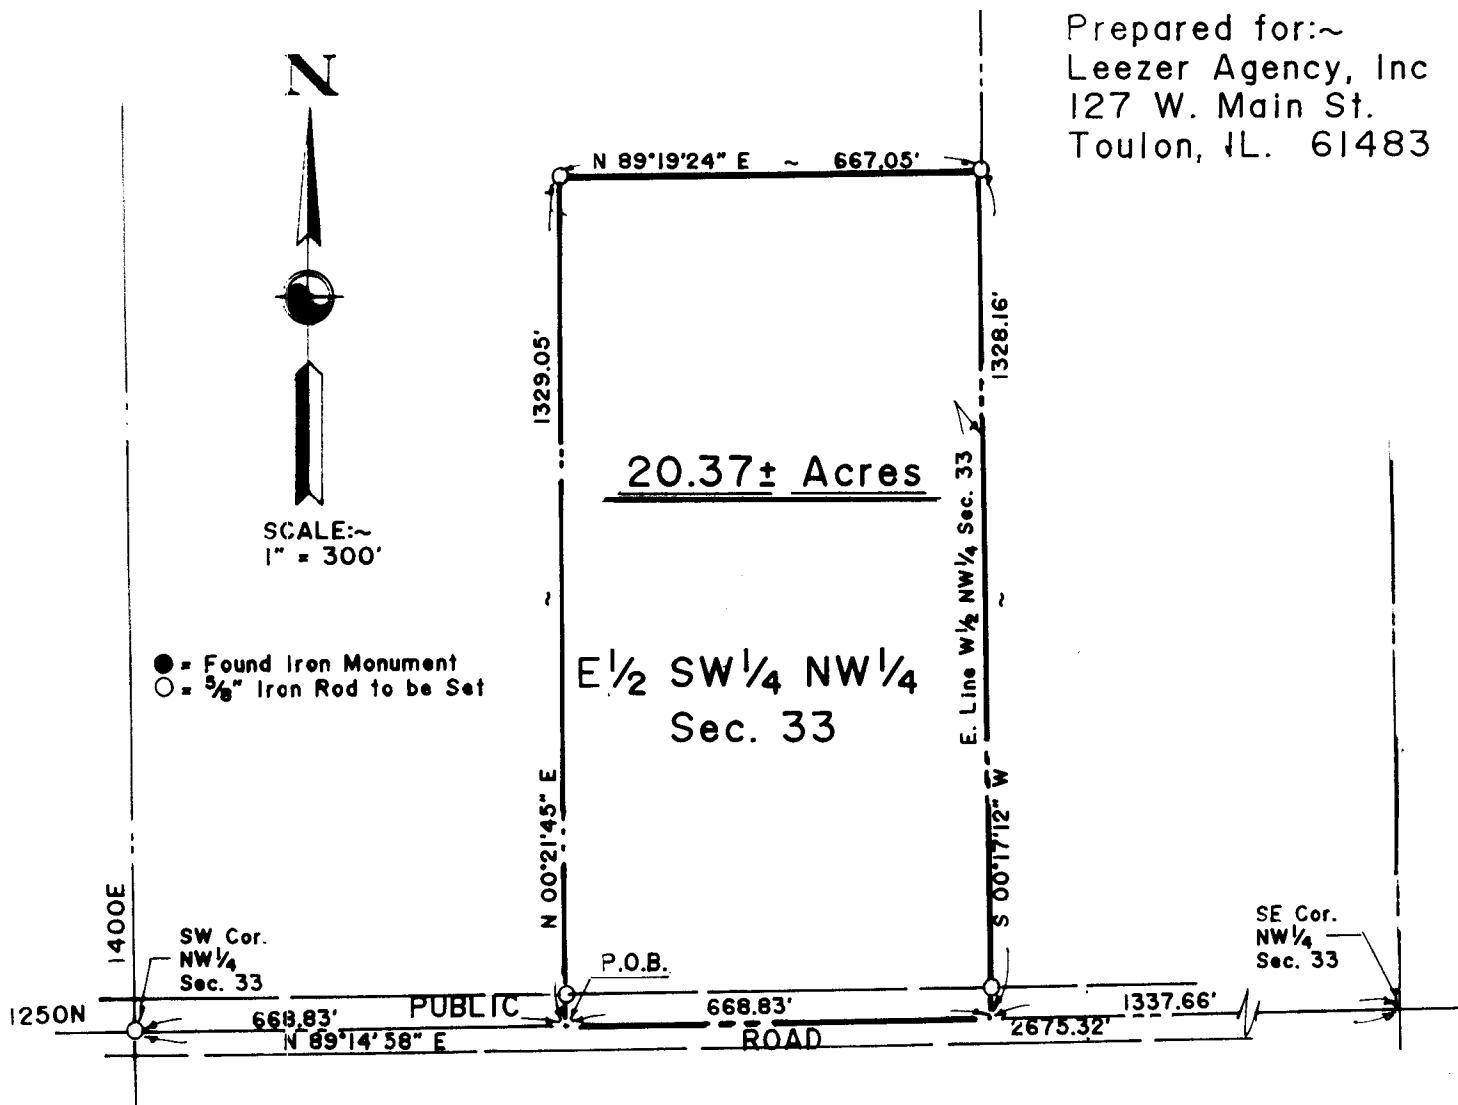 Prepared for:~
Leezer Agency, Inc
127 W. Main St.
Toulon, IL. 61483
N
N 89°19'24" E ~ 667.05'
1329.05'
~
N 00°21'45" E
1328.16'
~
S 00°17'12" W
E. Line W½ NW¼ Sec. 33
20.37± Acres
SCALE:~
1" = 300'
● = Found Iron Monument
○ = 5/8" Iron Rod to be Set
E½ SW¼ NW¼
Sec. 33
1400E
SW Cor.
NW¼
Sec. 33
P.O.B.
SE Cor.
NW¼
Sec. 33
1250N
PUBLIC
ROAD
668.83'
668.83'
1337.66'
2675.32'
N 89°14'58" E